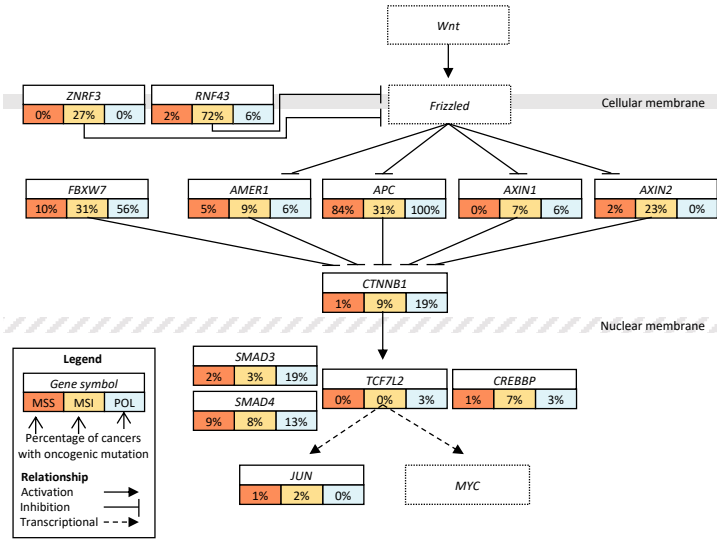 Wnt
ZNRF3
0% 27% 0%
RNF43
2% 72% 6%
Frizzled
Cellular membrane
FBXW7
10% 31% 56%
AMER1
5% 9% 6%
APC
84% 31% 100%
AXIN1
0% 7% 6%
AXIN2
2% 23% 0%
CTNNB1
1% 9% 19%
Nuclear membrane
SMAD3
2% 3% 19%
SMAD4
9% 8% 13%
TCF7L2
0% 0% 3%
CREBBP
1% 7% 3%
JUN
1% 2% 0%
MYC
Legend
Gene symbol
MSS MSI POL
Percentage of cancers
with oncogenic mutation
Relationship
Activation
Inhibition
Transcriptional